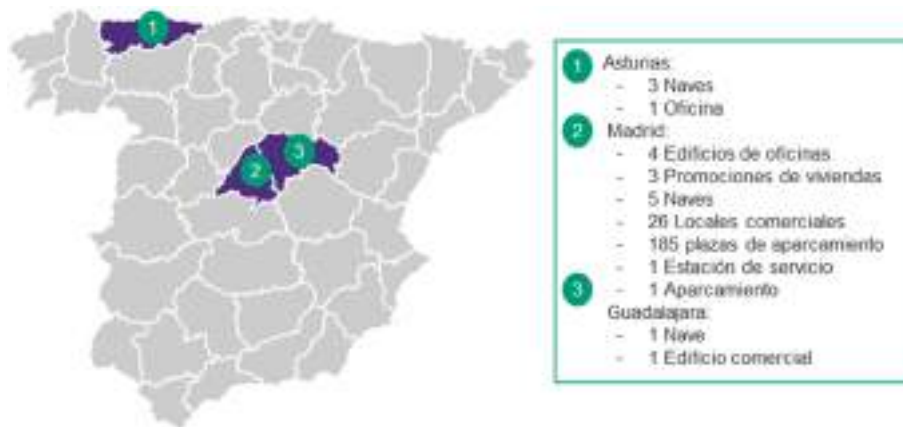 1
2
3
1 Asturias:
- 3 Naves
- 1 Oficina
2 Madrid:
- 4 Edificios de oficinas
- 3 Promociones de viviendas
- 5 Naves
- 26 Locales comerciales
- 185 plazas de aparcamiento
- 1 Estación de servicio
3 - 1 Aparcamiento
Guadalajara:
- 1 Nave
- 1 Edificio comercial